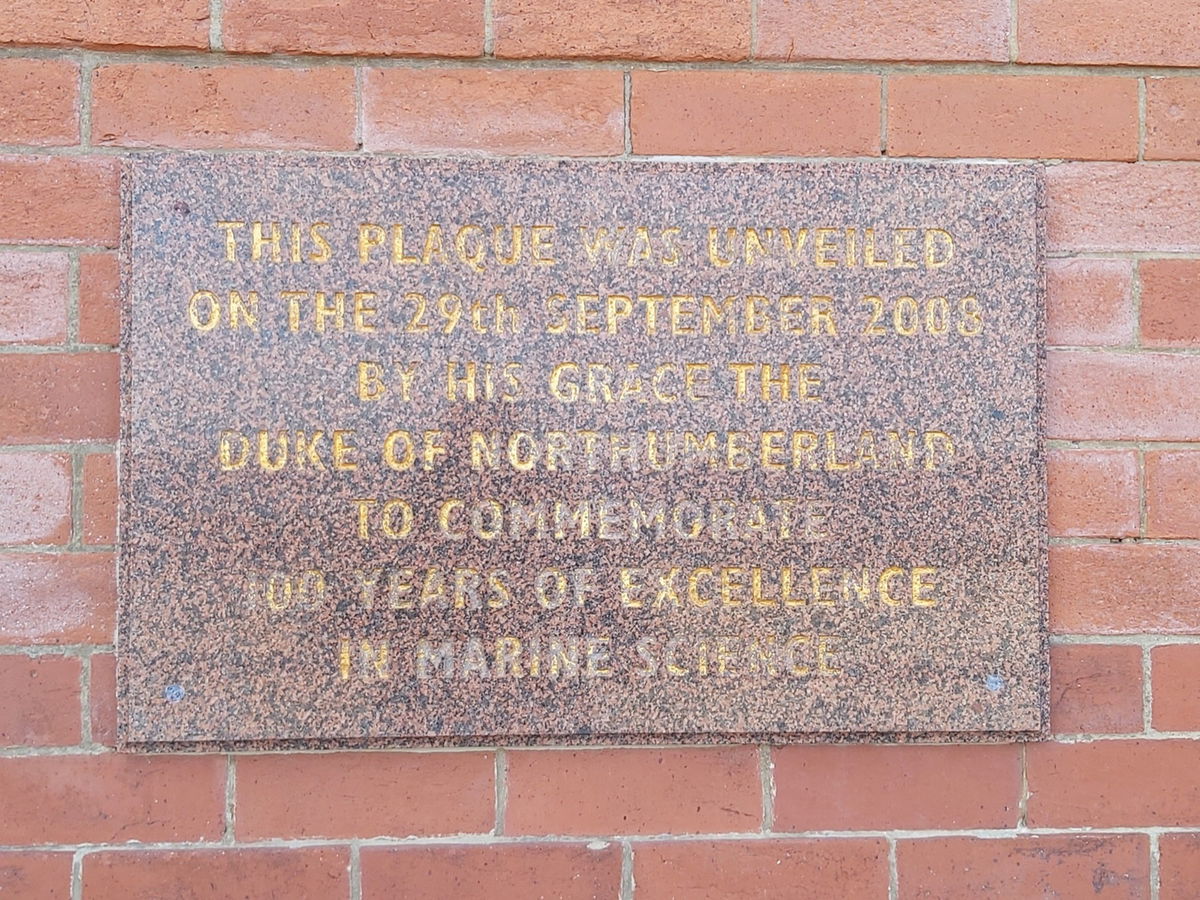 THIS PLAQUE WAS UNVEILED
ON THE 29th SEPTEMBER 2008
BY HIS GRACE THE
DUKE OF NORTHUMBERLAND
TO COMMEMORATE
100 YEARS OF EXCELLENCE
IN MARINE SCIENCE